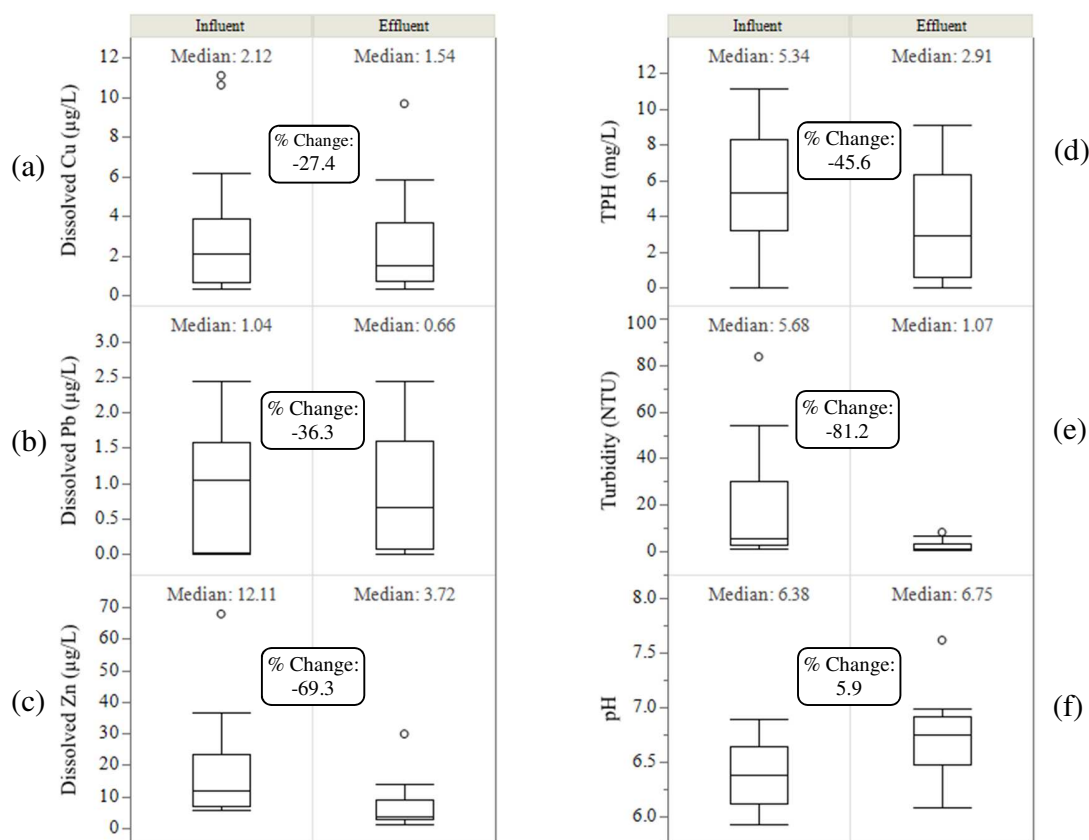 Influent Effluent
Median: 2.12 Median: 1.54
12
10
8
6
4
2
0
Dissolved Cu (µg/L)
% Change:
-27.4
(a)
Median: 1.04 Median: 0.66
3.0
2.5
2.0
1.5
1.0
0.5
0.0
Dissolved Pb (µg/L)
% Change:
-36.3
(b)
Median: 12.11 Median: 3.72
70
60
50
40
30
20
10
0
Dissolved Zn (µg/L)
% Change:
-69.3
(c)
Influent Effluent
Median: 5.34 Median: 2.91
12
10
8
6
4
2
0
TPH (mg/L)
% Change:
-45.6
(d)
Median: 5.68 Median: 1.07
100
80
60
40
20
0
Turbidity (NTU)
% Change:
-81.2
(e)
Median: 6.38 Median: 6.75
8.0
7.5
7.0
6.5
6.0
pH
% Change:
5.9
(f)